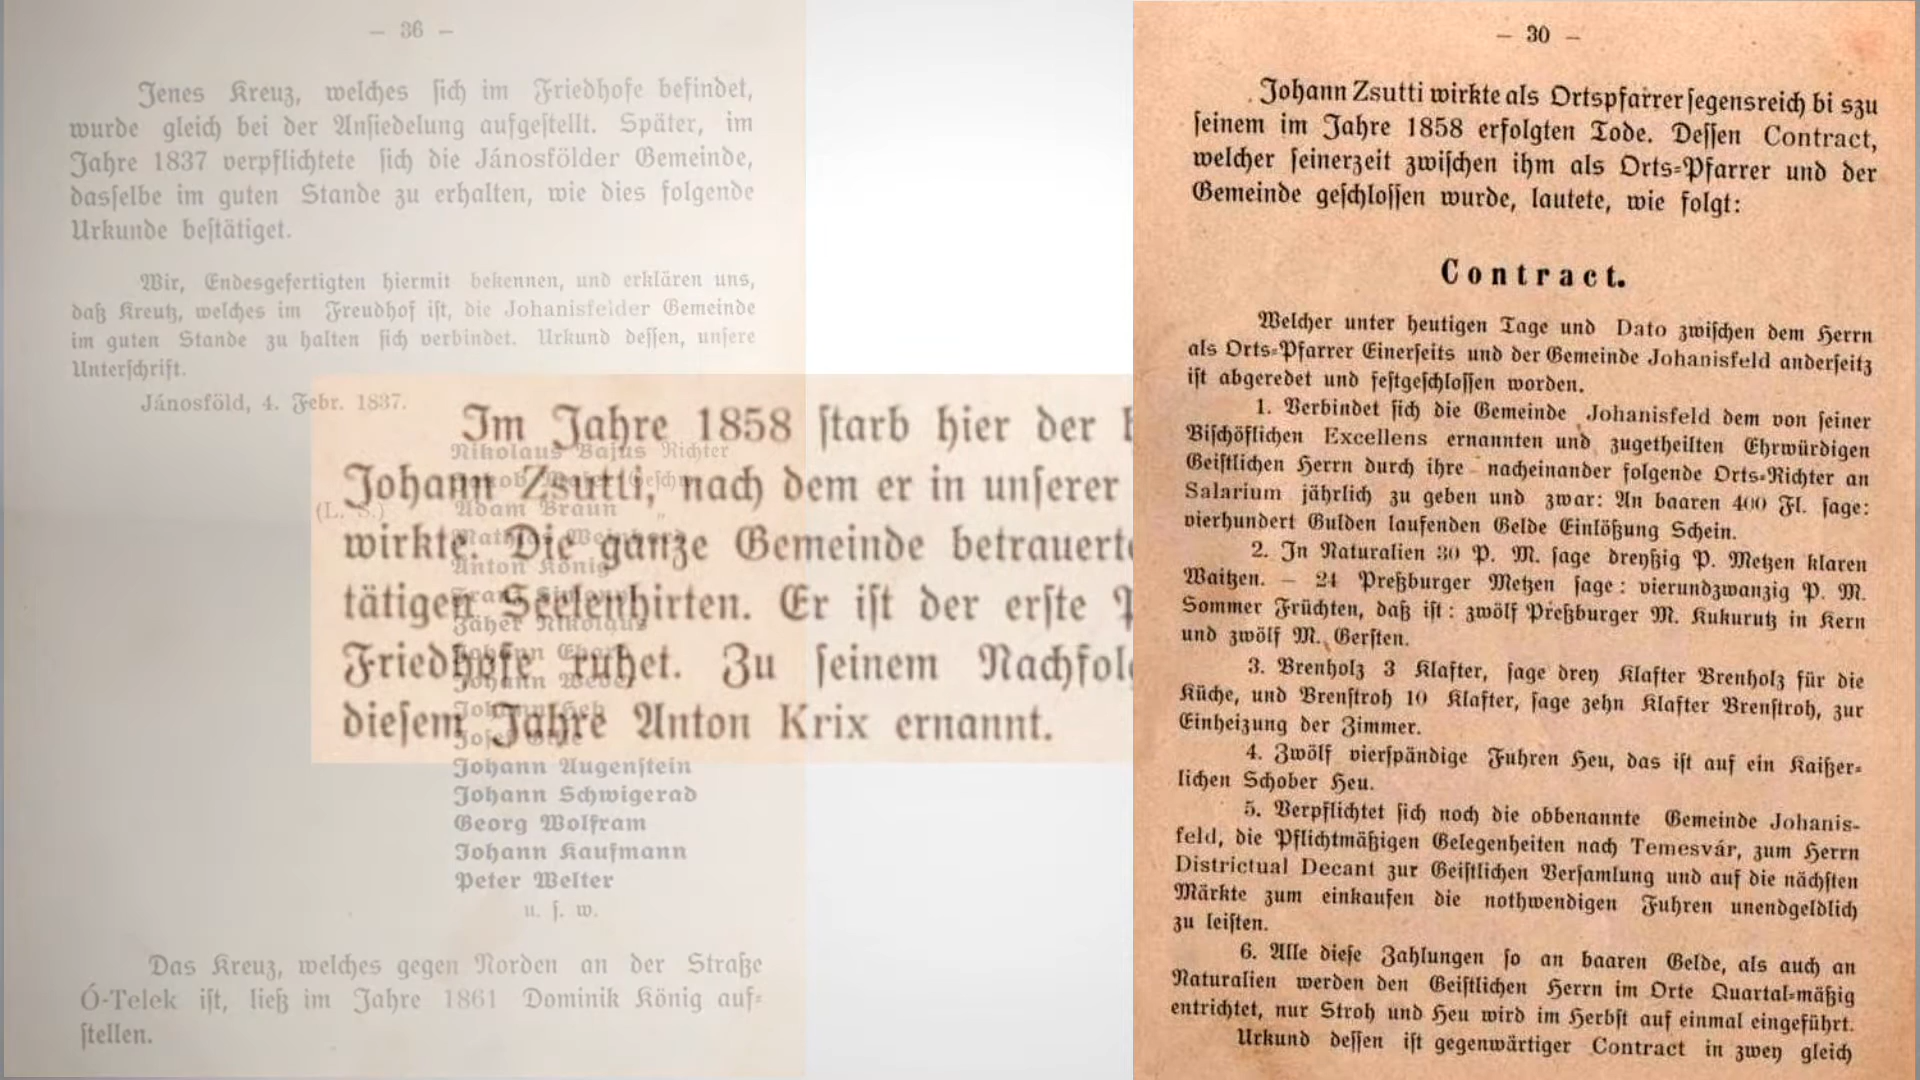 — 36 —
Jenes Kreuz, welches sich im Friedhofe befindet,
wurde gleich bei der Ansiedelung aufgestellt. Später, im
Jahre 1837 verpflichtete sich die Jánosfölder Gemeinde,
dasselbe im guten Stande zu erhalten, wie dies folgende
Urkunde bestätiget.
Wir, Endesgefertigten hiermit bekennen, und erklären uns,
daß Kreutz, welches im Freudhof ist, die Johanisfelder Gemeinde
im guten Stande zu halten sich verbindet. Urkund dessen, unsere
Unterschrift.
Jánosföld, 4. Febr. 1837.
Nikolaus Bajus Richter
(L. S.)
Adam Braun „
Anton König
Johann Weber
Johann Augenstein
Johann Schwigerad
Georg Wolfram
Johann Kaufmann
Peter Welter
u. s. w.
Das Kreuz, welches gegen Norden an der Straße
Ó-Telek ist, ließ im Jahre 1861 Dominik König auf-
stellen.
Im Jahre 1858 starb hier der
Johann Zsutti, nach dem er in unserer
wirkte. Die ganze Gemeinde betrauerte
tätigen Seelenhirten. Er ist der erste
Friedhofe ruhet. Zu seinem Nachfol
diesem Jahre Anton Krix ernannt.
— 30 —
Johann Zsutti wirkte als Ortspfarrer segensreich bi szu
seinem im Jahre 1858 erfolgten Tode. Dessen Contract,
welcher seinerzeit zwischen ihm als Orts-Pfarrer und der
Gemeinde geschlossen wurde, lautete, wie folgt:
Contract.
Welcher unter heutigen Tage und Dato zwischen dem Herrn
als Orts-Pfarrer Einerseits und der Gemeinde Johanisfeld anderseitz
ist abgeredet und festgeschlossen worden.
1. Verbindet sich die Gemeinde Johanisfeld dem von seiner
Bischöflichen Excellens ernannten und zugetheilten Ehrwürdigen
Geistlichen Herrn durch ihre nacheinander folgende Orts-Richter an
Salarium jährlich zu geben und zwar: An baaren 400 Fl. sage:
vierhundert Gulden laufenden Gelde Einlößung Schein.
2. In Naturalien 30 P. M. sage dreyßig P. Metzen klaren
Waitzen. — 24 Preßburger Metzen sage: vierundzwanzig P. M.
Sommer Früchten, daß ist: zwölf Preßburger M. Kukurutz in Kern
und zwölf M. Gersten.
3. Brenholz 3 Klafter, sage drey Klafter Brenholz für die
Küche, und Brenstroh 10 Klafter, sage zehn Klafter Brenstroh, zur
Einheizung der Zimmer.
4. Zwölf vierspändige Fuhren Heu, das ist auf ein Kaißer-
lichen Schober Heu.
5. Verpflichtet sich noch die obbenannte Gemeinde Johanis-
feld, die Pflichtmäßigen Gelegenheiten nach Temesvár, zum Herrn
Districtual Decant zur Geistlichen Versamlung und auf die nächsten
Märkte zum einkaufen die nothwendigen Fuhren unendgeldlich
zu leisten.
6. Alle diese Zahlungen so an baaren Gelde, als auch an
Naturalien werden den Geistlichen Herrn im Orte Quartal-mäßig
entrichtet, nur Stroh und Heu wird im Herbst auf einmal eingeführt.
Urkund dessen ist gegenwärtiger Contract in zwey gleich